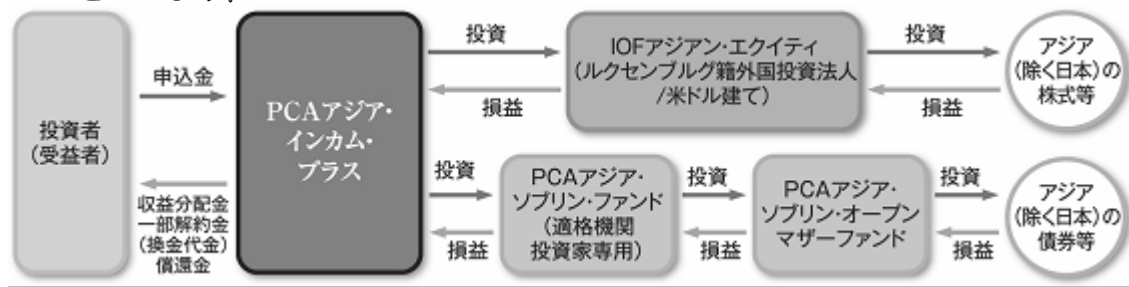 投資者
(受益者)
申込金
収益分配金
一部解約金
(換金代金)
償還金
PCAアジア・
インカム・
プラス
投資
損益
IOFアジアン・エクイティ
(ルクセンブルグ籍外国投資法人
/米ドル建て)
投資
損益
アジア
(除く日本)の
株式等
投資
損益
PCAアジア・
ソブリン・ファンド
(適格機関
投資家専用)
投資
損益
PCAアジア・
ソブリン・オープン
マザーファンド
投資
損益
アジア
(除く日本)の
債券等